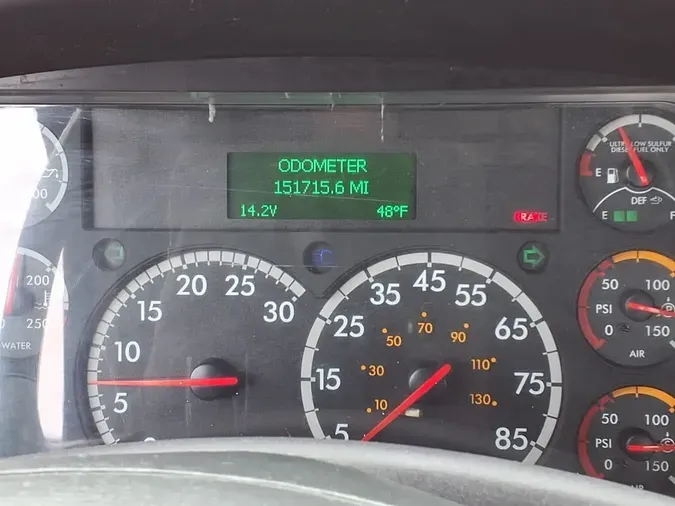 ODOMETER
151715.6 MI
14.2V 48°F
BRAKE
ULTRA LOW SULFUR
DIESEL FUEL ONLY
E
DEF
E
200
250
WATER
5
10
15
20
25
30
5
15
25
35
45
55
65
75
85
10
30
50
70
90
110
130
50 100
PSI
0 150
AIR
50 100
PSI
0 150
AIR